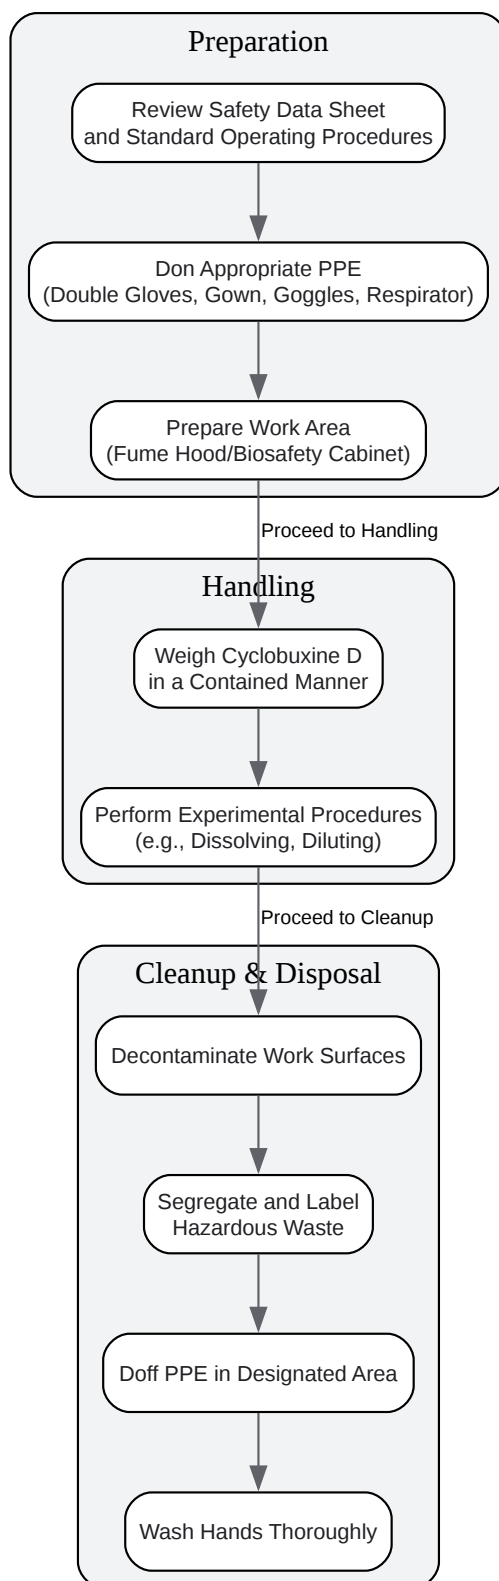 Preparation
Review Safety Data Sheet
and Standard Operating Procedures
Don Appropriate PPE
(Double Gloves, Gown, Goggles, Respirator)
Prepare Work Area
(Fume Hood/Biosafety Cabinet)
Proceed to Handling
Handling
Weigh Cyclobuxine D
in a Contained Manner
Perform Experimental Procedures
(e.g., Dissolving, Diluting)
Proceed to Cleanup
Cleanup & Disposal
Decontaminate Work Surfaces
Segregate and Label
Hazardous Waste
Doff PPE in Designated Area
Wash Hands Thoroughly